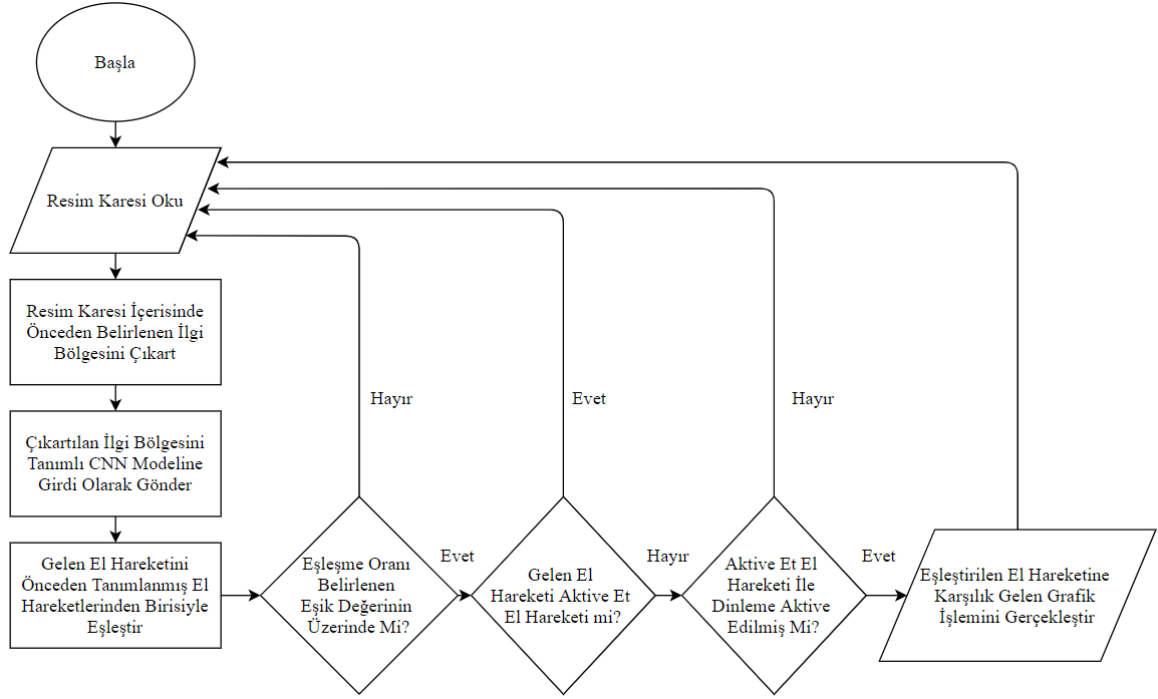 Başla
Resim Karesi Oku
Resim Karesi İçerisinde
Önceden Belirlenen İlgi
Bölgesini Çıkart
Çıkartılan İlgi Bölgesini
Tanımlı CNN Modeline
Girdi Olarak Gönder
Gelen El Hareketini
Önceden Tanımlanmış El
Hareketlerinden Birisiyle
Eşleştir
Eşleşme Oranı
Belirlenen
Eşik Değerinin
Üzerinde Mi?
Hayır
Evet
Gelen El
Hareketi Aktive Et
El Hareketi mi?
Evet
Hayır
Aktive Et El
Hareketi İle
Dinleme Aktive
Edilmiş Mi?
Hayır
Evet
Eşleştirilen El Hareketine
Karşılık Gelen Grafik
İşlemini Gerçekleştir